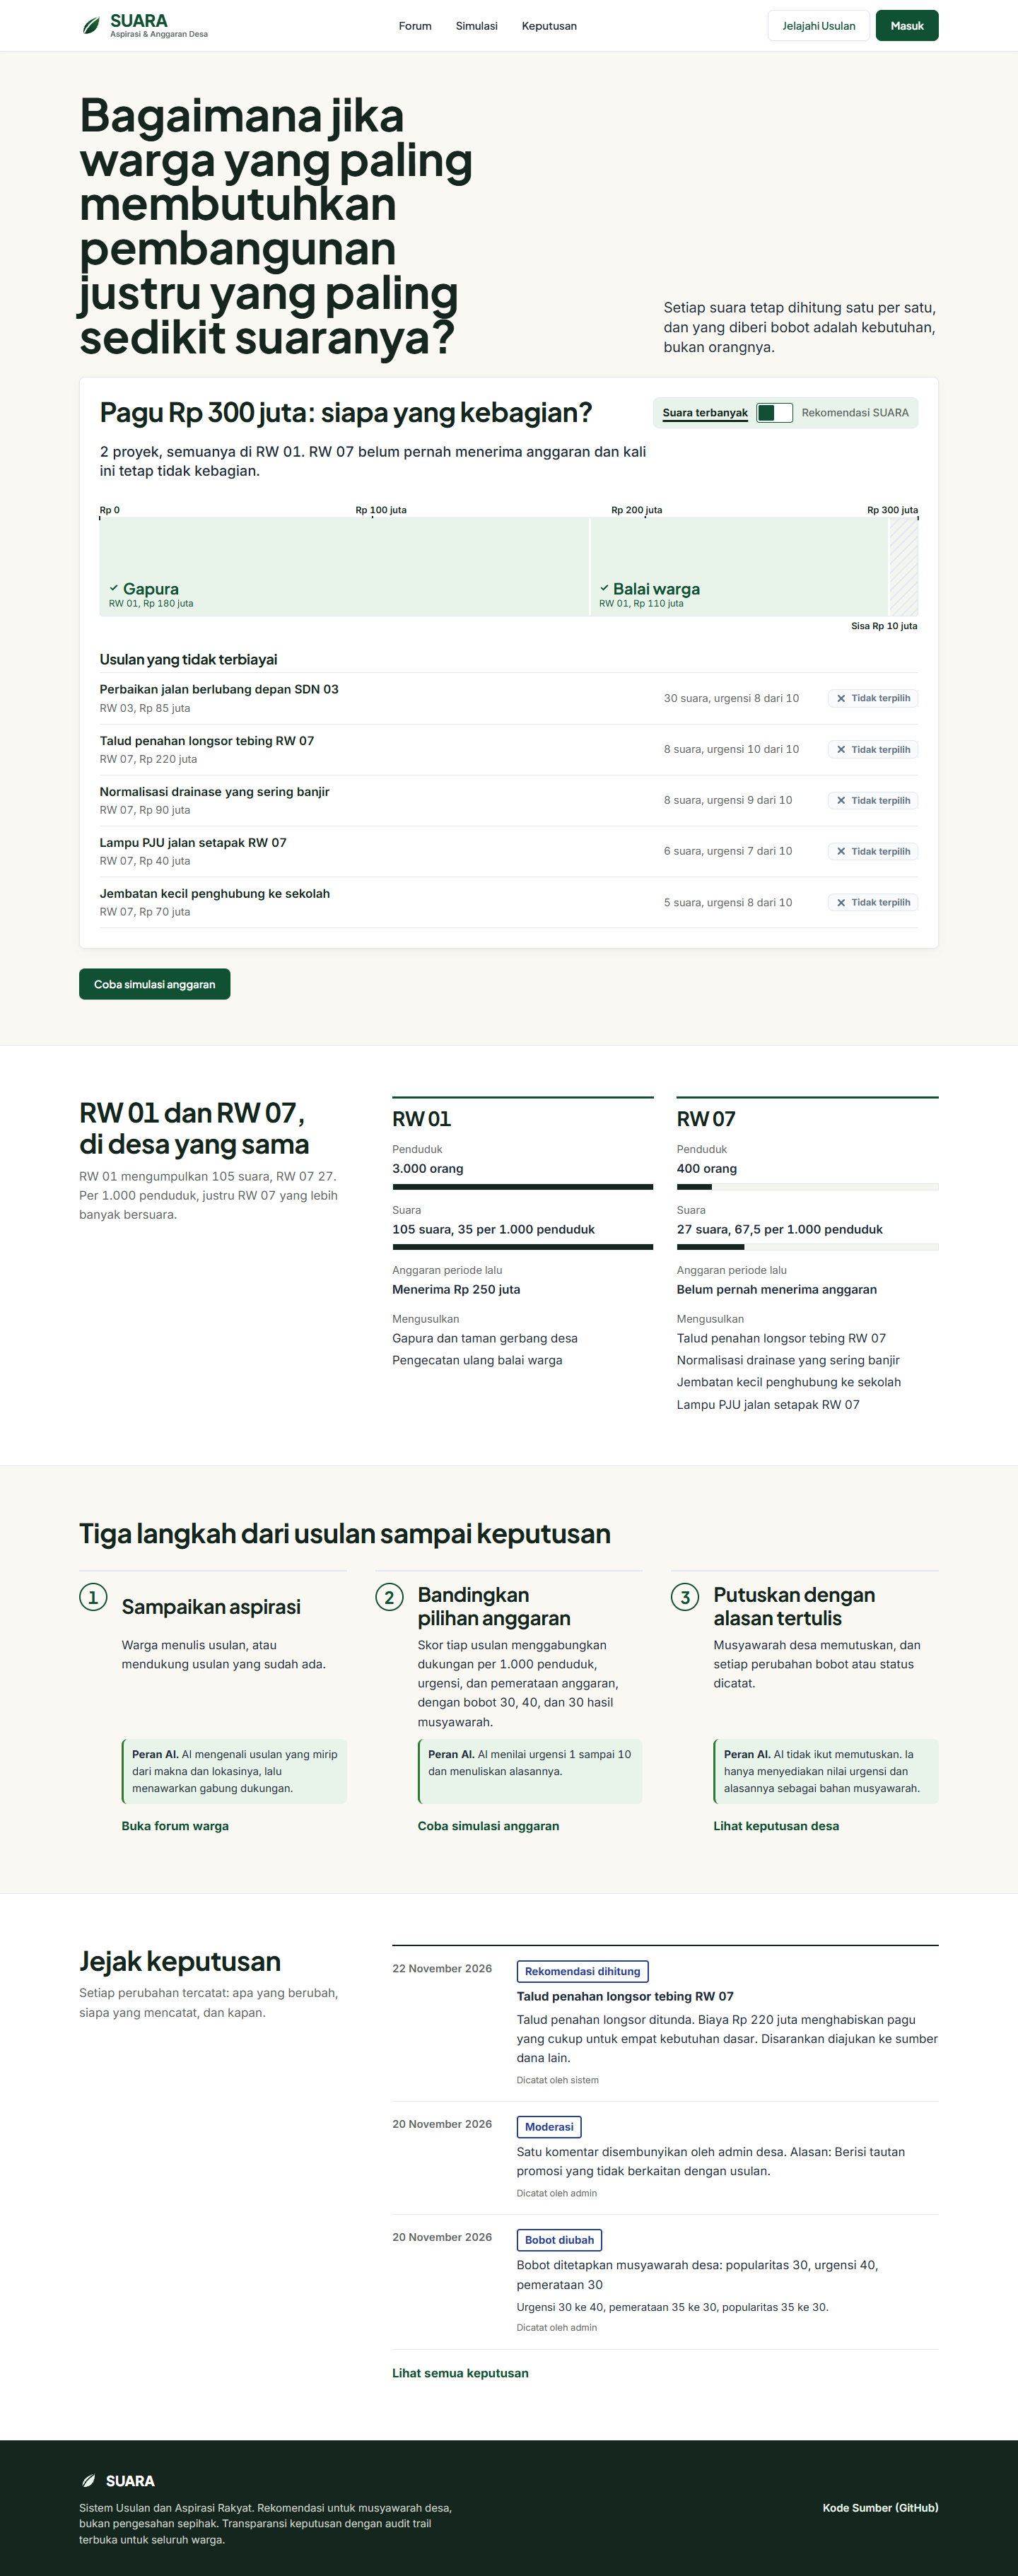 SUARA
Aspirasi & Anggaran Desa
Forum
Simulasi
Keputusan
Jelajahi Usulan
Masuk
Bagaimana jika
warga yang paling
membutuhkan
pembangunan
justru yang paling
sedikit suaranya?
Setiap suara tetap dihitung satu per satu,
dan yang diberi bobot adalah kebutuhan,
bukan orangnya.
Pagu Rp 300 juta: siapa yang kebagian?
Suara terbanyak
Rekomendasi SUARA
2 proyek, semuanya di RW 01. RW 07 belum pernah menerima anggaran dan kali
ini tetap tidak kebagian.
Rp 0
Rp 100 juta
Rp 200 juta
Rp 300 juta
Gapura
RW 01, Rp 180 juta
Balai warga
RW 01, Rp 110 juta
Sisa Rp 10 juta
Usulan yang tidak terbiayai
Perbaikan jalan berlubang depan SDN 03
RW 03, Rp 85 juta
30 suara, urgensi 8 dari 10
Tidak terpilih
Talud penahan longsor tebing RW 07
RW 07, Rp 220 juta
8 suara, urgensi 10 dari 10
Tidak terpilih
Normalisasi drainase yang sering banjir
RW 07, Rp 90 juta
8 suara, urgensi 9 dari 10
Tidak terpilih
Lampu PJU jalan setapak RW 07
RW 07, Rp 40 juta
6 suara, urgensi 7 dari 10
Tidak terpilih
Jembatan kecil penghubung ke sekolah
RW 07, Rp 70 juta
5 suara, urgensi 8 dari 10
Tidak terpilih
Coba simulasi anggaran
RW 01 dan RW 07,
di desa yang sama
RW 01 mengumpulkan 105 suara, RW 07 27.
Per 1.000 penduduk, justru RW 07 yang lebih
banyak bersuara.
RW 01
Penduduk
3.000 orang
Suara
105 suara, 35 per 1.000 penduduk
Anggaran periode lalu
Menerima Rp 250 juta
Mengusulkan
Gapura dan taman gerbang desa
Pengecatan ulang balai warga
RW 07
Penduduk
400 orang
Suara
27 suara, 67,5 per 1.000 penduduk
Anggaran periode lalu
Belum pernah menerima anggaran
Mengusulkan
Talud penahan longsor tebing RW 07
Normalisasi drainase yang sering banjir
Jembatan kecil penghubung ke sekolah
Lampu PJU jalan setapak RW 07
Tiga langkah dari usulan sampai keputusan
1
Sampaikan aspirasi
Warga menulis usulan, atau
mendukung usulan yang sudah ada.
Peran AI. AI mengenali usulan yang mirip
dari makna dan lokasinya, lalu
menawarkan gabung dukungan.
Buka forum warga
2
Bandingkan
pilihan anggaran
Skor tiap usulan menggabungkan
dukungan per 1.000 penduduk,
urgensi, dan pemerataan anggaran,
dengan bobot 30, 40, dan 30 hasil
musyawarah.
Peran AI. AI menilai urgensi 1 sampai 10
dan menuliskan alasannya.
Coba simulasi anggaran
3
Putuskan dengan
alasan tertulis
Musyawarah desa memutuskan, dan
setiap perubahan bobot atau status
dicatat.
Peran AI. AI tidak ikut memutuskan. Ia
hanya menyediakan nilai urgensi dan
alasannya sebagai bahan musyawarah.
Lihat keputusan desa
Jejak keputusan
Setiap perubahan tercatat: apa yang berubah,
siapa yang mencatat, dan kapan.
22 November 2026
Rekomendasi dihitung
Talud penahan longsor tebing RW 07
Talud penahan longsor ditunda. Biaya Rp 220 juta menghabiskan pagu
yang cukup untuk empat kebutuhan dasar. Disarankan diajukan ke sumber
dana lain.
Dicatat oleh sistem
20 November 2026
Moderasi
Satu komentar disembunyikan oleh admin desa. Alasan: Berisi tautan
promosi yang tidak berkaitan dengan usulan.
Dicatat oleh admin
20 November 2026
Bobot diubah
Bobot ditetapkan musyawarah desa: popularitas 30, urgensi 40,
pemerataan 30
Urgensi 30 ke 40, pemerataan 35 ke 30, popularitas 35 ke 30.
Dicatat oleh admin
Lihat semua keputusan
SUARA
Sistem Usulan dan Aspirasi Rakyat. Rekomendasi untuk musyawarah desa,
bukan pengesahan sepihak. Transparansi keputusan dengan audit trail
terbuka untuk seluruh warga.
Kode Sumber (GitHub)